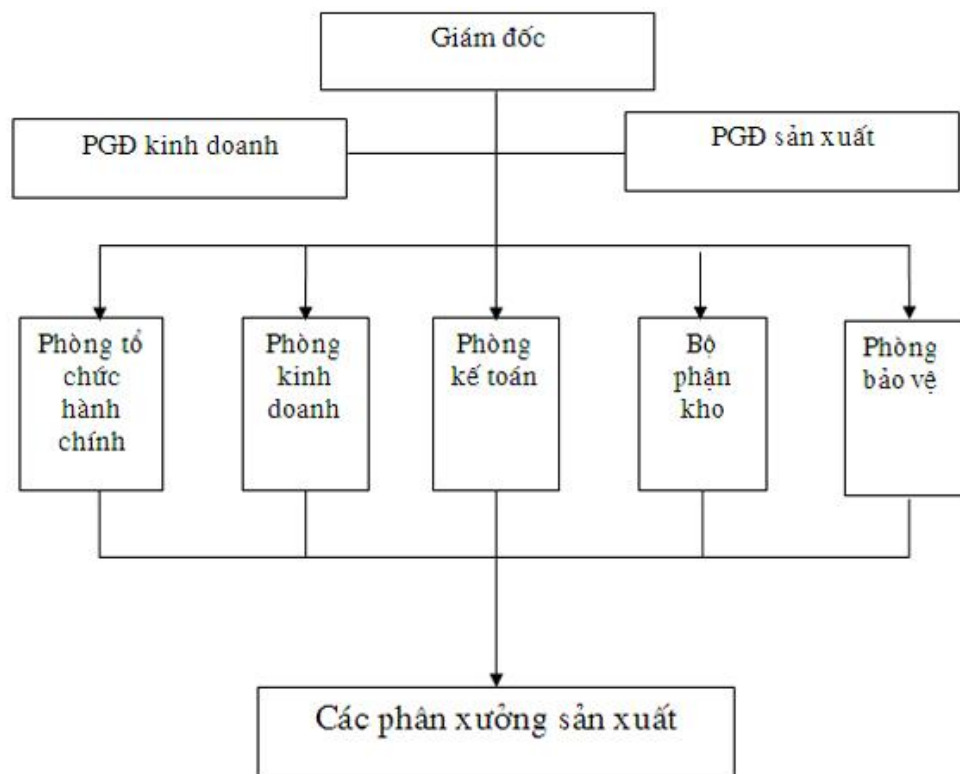 Giám đốc
PGĐ kinh doanh
PGĐ sản xuất
Phòng tổ
chức
hành
chính
Phòng
kinh
doanh
Phòng
kế toán
Bộ
phận
kho
Phòng
bảo vệ
Các phân xưởng sản xuất